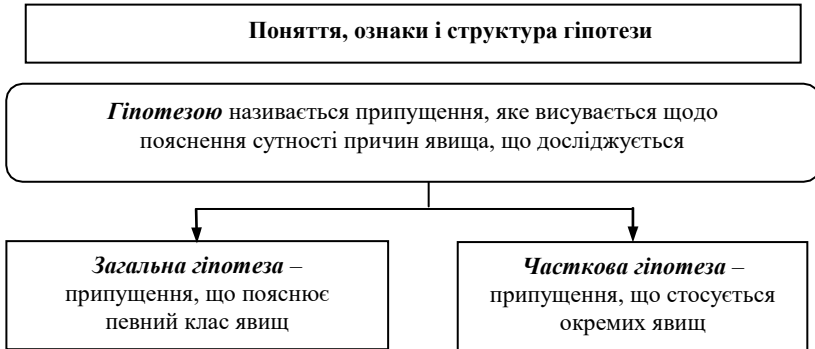 Поняття, ознаки і структура гіпотези
Гіпотезою називається припущення, яке висувається щодо
пояснення сутності причин явища, що досліджується
Загальна гіпотеза –
припущення, що пояснює
певний клас явищ
Часткова гіпотеза –
припущення, що стосується
окремих явищ